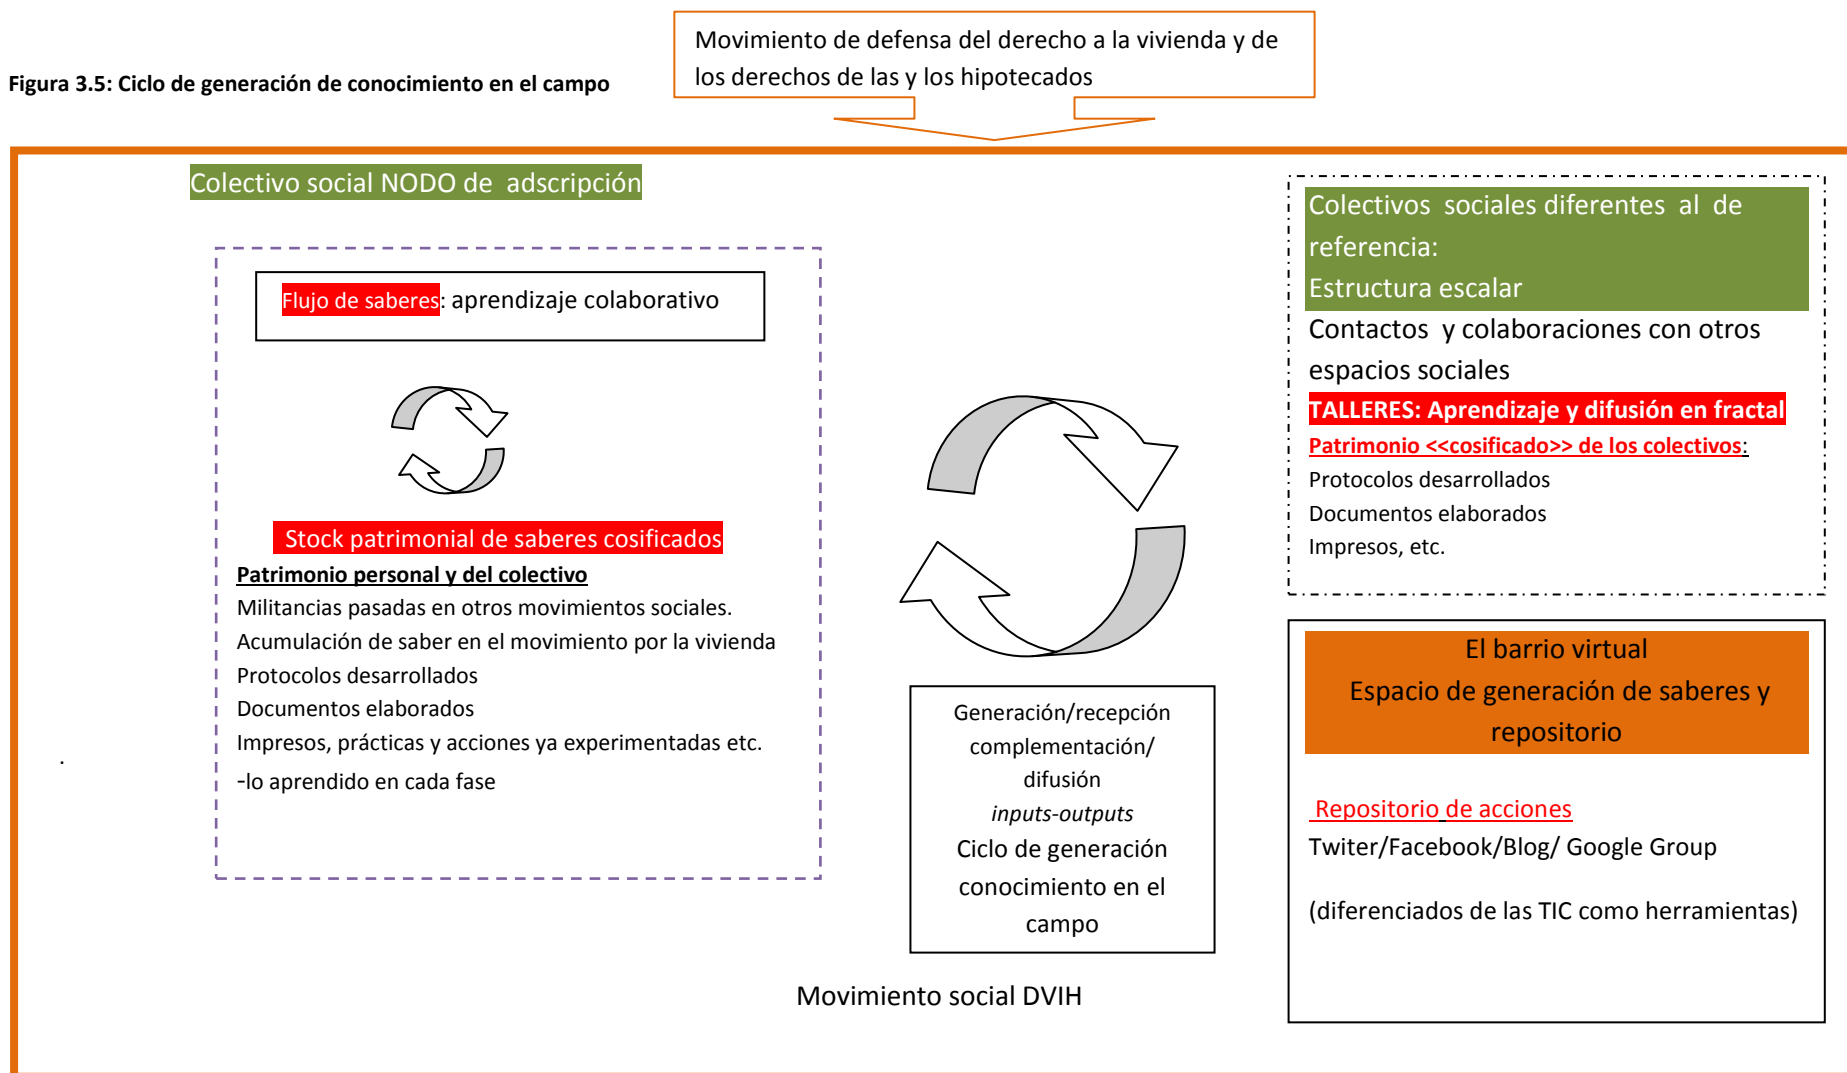 Movimiento de defensa del derecho a la vivienda y de
los derechos de las y los hipotecados
Figura 3.5: Ciclo de generación de conocimiento en el campo
Colectivo social NODO de  adscripción
Flujo de saberes: aprendizaje colaborativo
Stock patrimonial de saberes cosificados
Patrimonio personal y del colectivo
Militancias pasadas en otros movimientos sociales.
Acumulación de saber en el movimiento por la vivienda
Protocolos desarrollados
Documentos elaborados
Impresos, prácticas y acciones ya experimentadas etc.
-lo aprendido en cada fase
.
Generación/recepción
complementación/
difusión
inputs-outputs
Ciclo de generación
conocimiento en el
campo
Movimiento social DVIH
Colectivos  sociales diferentes  al  de
referencia:
Estructura escalar
Contactos  y colaboraciones con otros
espacios sociales
TALLERES: Aprendizaje y difusión en fractal
Patrimonio <<cosificado>> de los colectivos:
Protocolos desarrollados
Documentos elaborados
Impresos, etc.
El barrio virtual
Espacio de generación de saberes y
repositorio
Repositorio de acciones
Twiter/Facebook/Blog/ Google Group
(diferenciados de las TIC como herramientas)